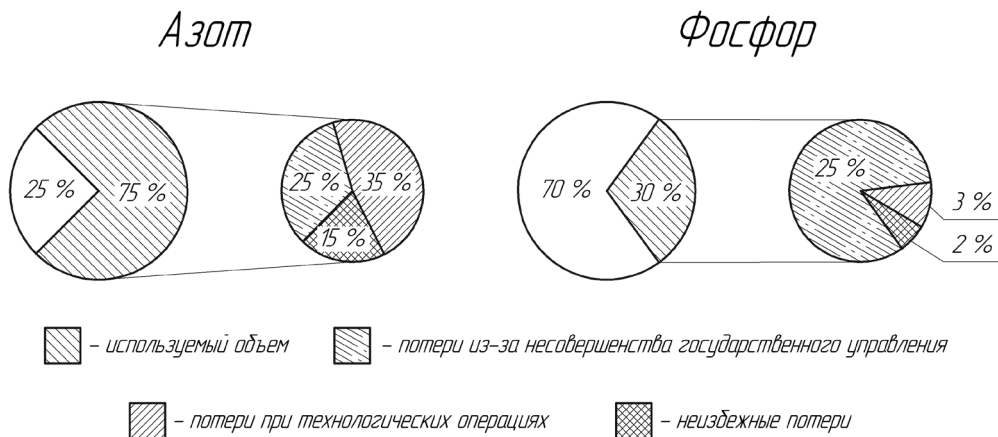 Азот
Фосфор
25 %
75 %
25 %
35 %
15 %
70 %
30 %
25 %
3 %
2 %
– используемый объем
– потери из-за несовершенства государственного управления
– потери при технологических операциях
– неизбежные потери